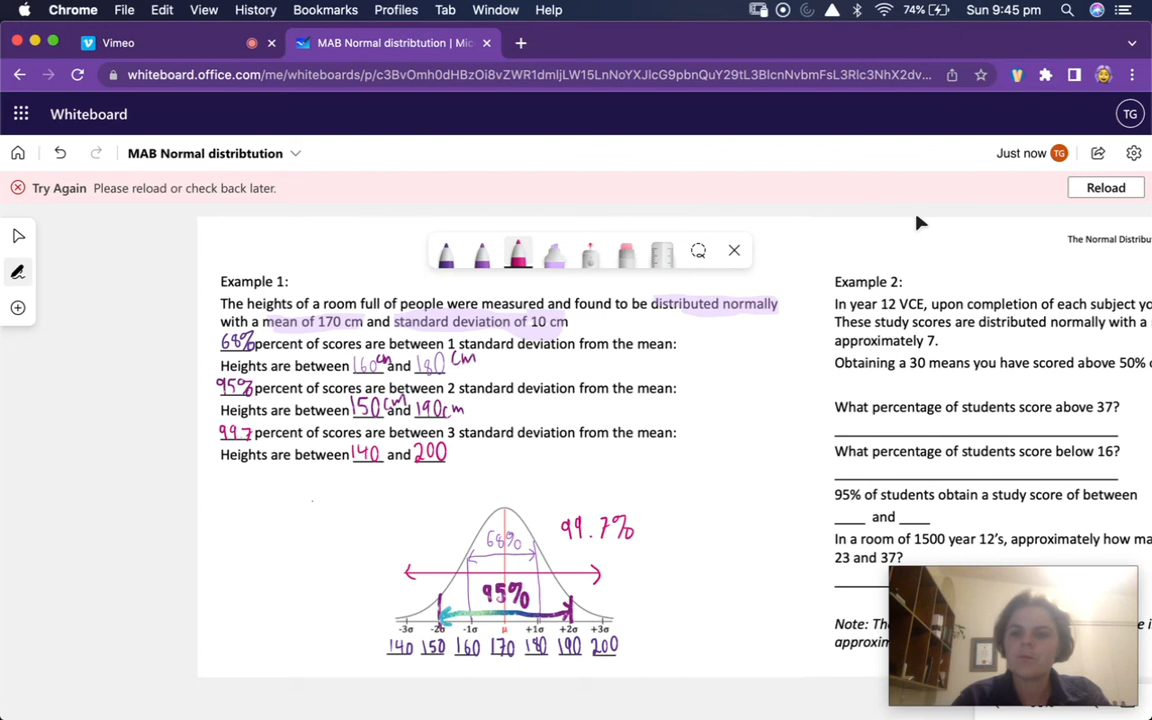 Chrome File Edit View History Bookmarks Profiles Tab Window Help 74% Sun 9:45 pm
Vimeo MAB Normal distribtution | Mic
whiteboard.office.com/me/whiteboards/p/c3BvOmh0dHBzOi8vZWR1dmljLW15LnNoYXJlcG9pbnQuY29tL3BlcnNvbmFsL3Rlc3NhX2dv...
Whiteboard TG
MAB Normal distribtution Just now TG
Try Again Please reload or check back later. Reload
The Normal Distribu
Example 1:
The heights of a room full of people were measured and found to be distributed normally
with a mean of 170 cm and standard deviation of 10 cm
68% percent of scores are between 1 standard deviation from the mean:
Heights are between 160cm and 180 cm
95% percent of scores are between 2 standard deviation from the mean:
Heights are between 150cm and 190cm
99.7 percent of scores are between 3 standard deviation from the mean:
Heights are between 140 and 200
99.7%
68%
95%
-3σ -2σ -1σ μ +1σ +2σ +3σ
140 150 160 170 180 190 200
Example 2:
In year 12 VCE, upon completion of each subject yo
These study scores are distributed normally with a
approximately 7.
Obtaining a 30 means you have scored above 50% o
What percentage of students score above 37?
What percentage of students score below 16?
95% of students obtain a study score of between
____ and ____
In a room of 1500 year 12's, approximately how ma
23 and 37?
Note: The
approxima